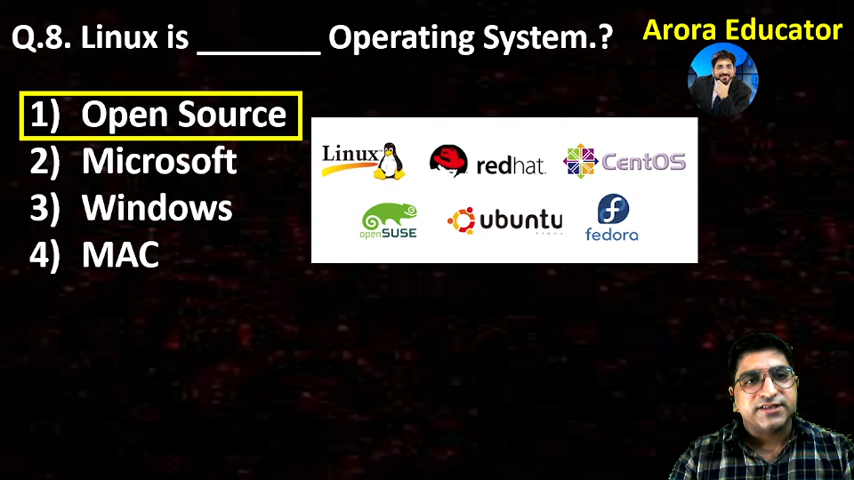 Q.8. Linux is _______ Operating System.?
Arora Educator
1) Open Source
2) Microsoft
3) Windows
4) MAC
Linux
redhat.
CentOS
openSUSE
ubuntu
fedora